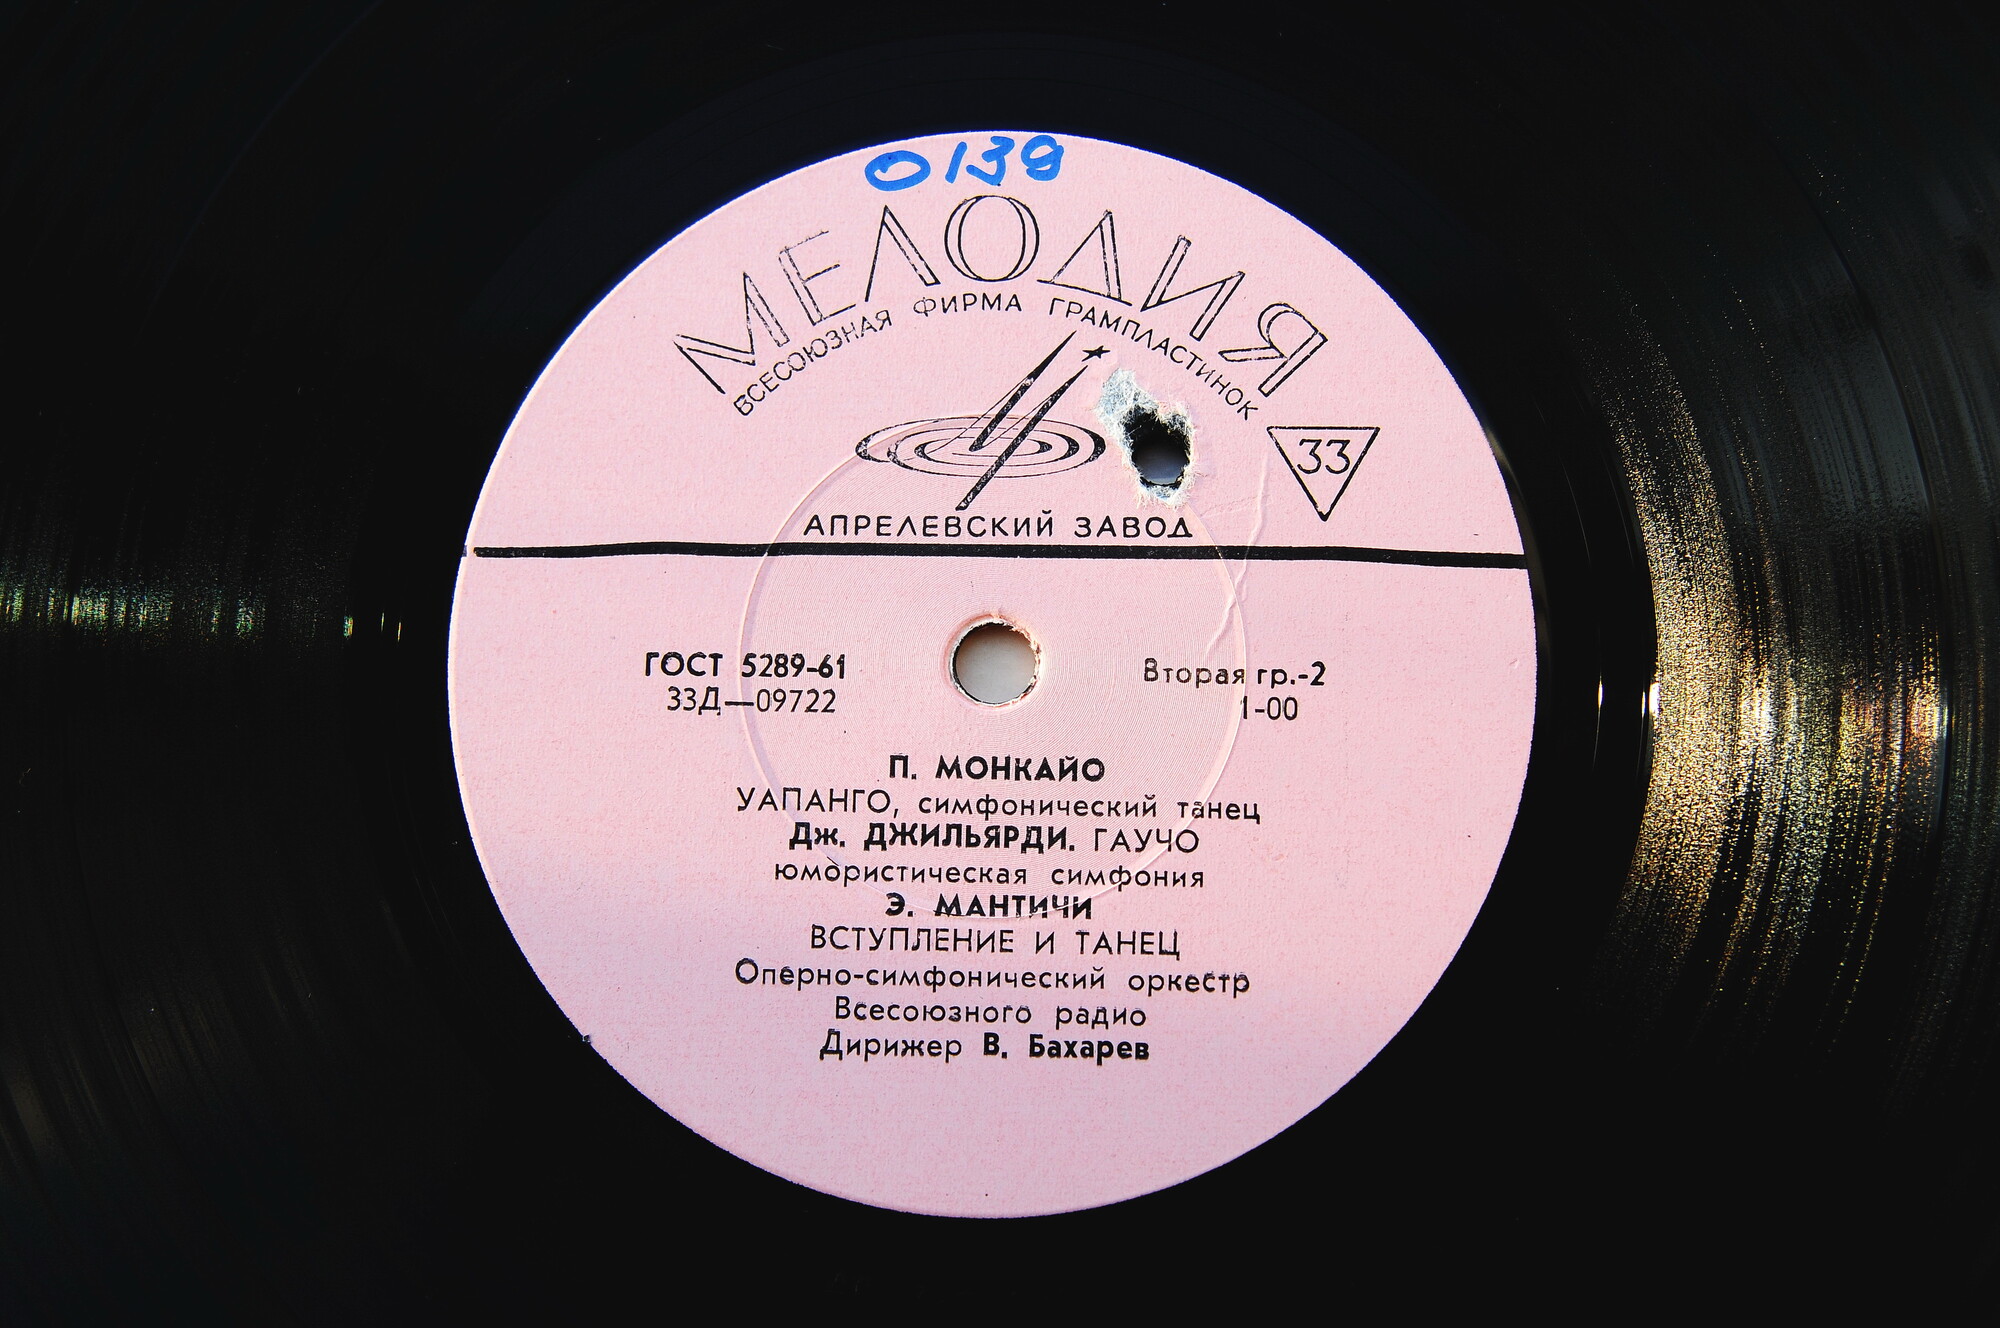 0139
МЕЛОДИЯ
ВСЕСОЮЗНАЯ ФИРМА ГРАМПЛАСТИНОК
33
АПРЕЛЕВСКИЙ ЗАВОД
ГОСТ 5289-61
33Д—09722
Вторая гр.-2
1-00
П. МОНКАЙО
УАПАНГО, симфонический танец
Дж. ДЖИЛЬЯРДИ. ГАУЧО
юмористическая симфония
Э. МАНТИЧИ
ВСТУПЛЕНИЕ И ТАНЕЦ
Оперно-симфонический оркестр
Всесоюзного радио
Дирижер В. Бахарев